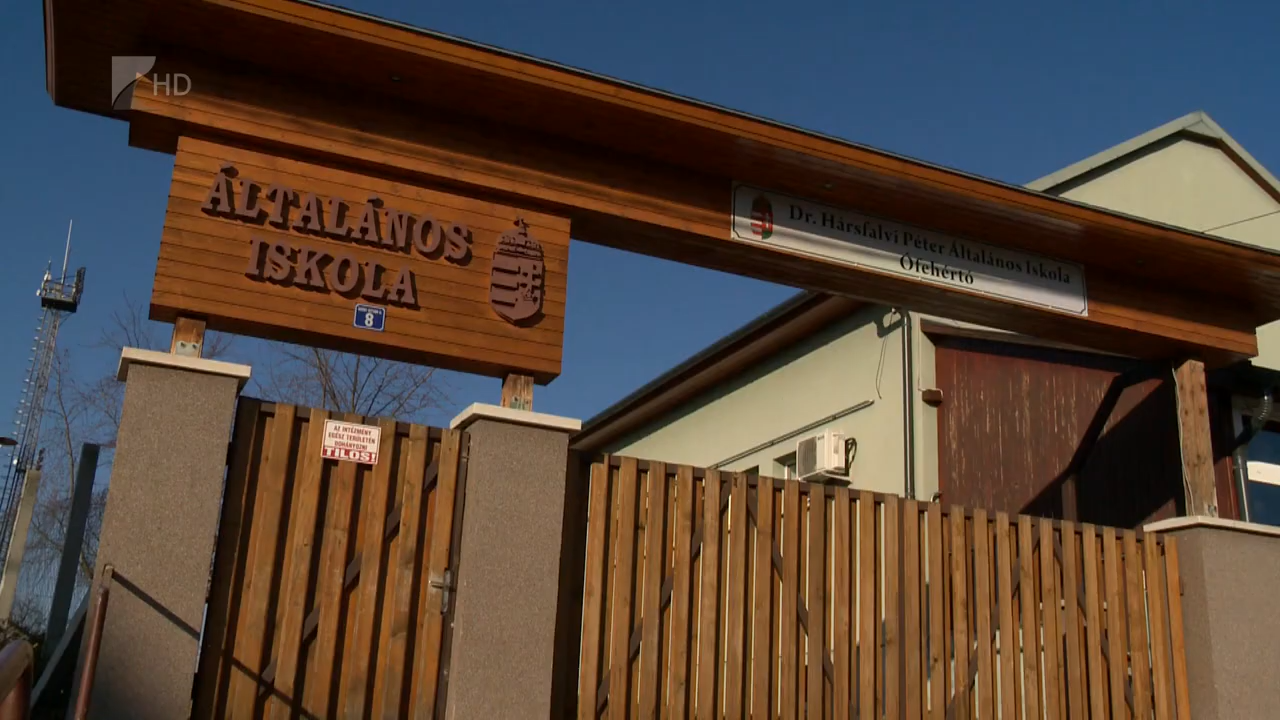 HD
ÁLTALÁNOS
ISKOLA
8
Dr. Hársfalvi Péter Általános Iskola
Ófehértó
AZ INTÉZMÉNY
EGÉSZ TERÜLETÉN
DOHÁNYOZNI
TILOS!